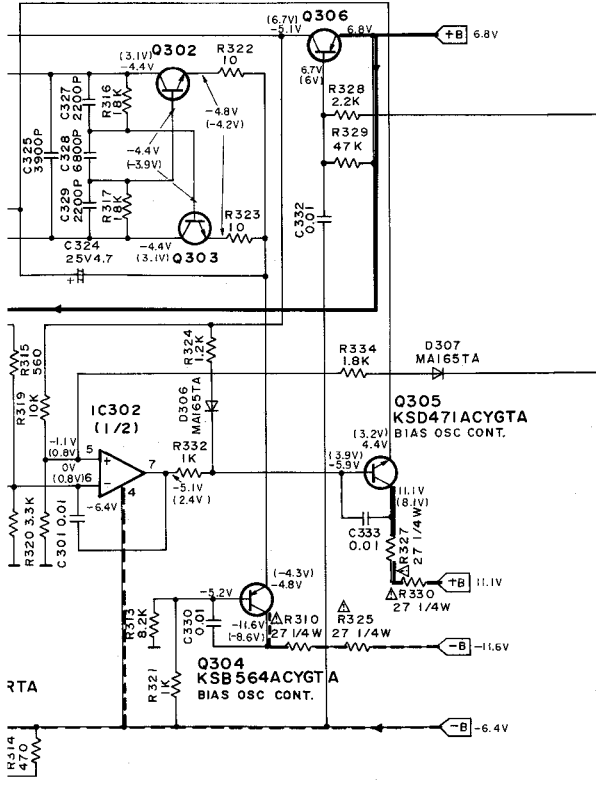 Q306
(6.7V)
-5.1V
6.8V
+B 6.8V
Q302
R322
10
(3.1V)
-4.4V
6.7V
(6V)
C327
2200P
R316
1.8K
-4.8V
(-4.2V)
R328
2.2K
R329
47K
C325
3900P
C328
6800P
-4.4V
(-3.9V)
C329
2200P
R317
1.8K
R323
10
C332
0.01
C324
25V4.7
+
-4.4V
(3.1V)
Q303
R315
560
R324
1.2K
R334
1.8K
D307
MA165TA
R319
10K
IC302
(1/2)
D306
MA165TA
Q305
KSD471ACYGTA
BIAS OSC CONT.
-1.1V
(0.8V)
5
+
0V
(0.8V)
6
−
7
4
-6.4V
R332
1K
-5.1V
(2.4V)
(3.2V)
4.4V
(3.9V)
-5.9V
11.1V
(8.1V)
R320 3.3K
C301 0.01
C333
0.01
R327
27 1/4W
+B 11.1V
R330
27 1/4W
(-4.3V)
-4.8V
-5.2V
R313
8.2K
C330
0.01
-11.6V
(-8.6V)
R310
27 1/4W
R325
27 1/4W
-B -11.6V
Q304
KSB564ACYGTA
BIAS OSC CONT.
R321
1K
RTA
-B -6.4V
R314
470